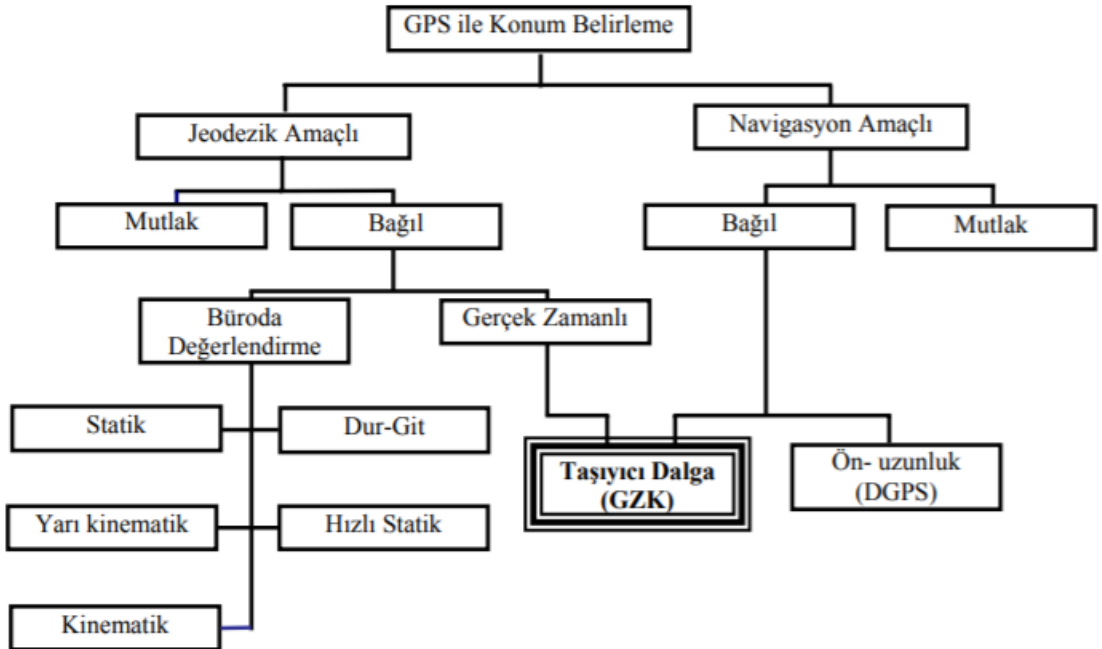 GPS ile Konum Belirleme
Jeodezik Amaçlı
Navigasyon Amaçlı
Mutlak
Bağıl
Bağıl
Mutlak
Büroda
Değerlendirme
Gerçek Zamanlı
Statik
Dur-Git
Taşıyıcı Dalga
(GZK)
Ön- uzunluk
(DGPS)
Yarı kinematik
Hızlı Statik
Kinematik